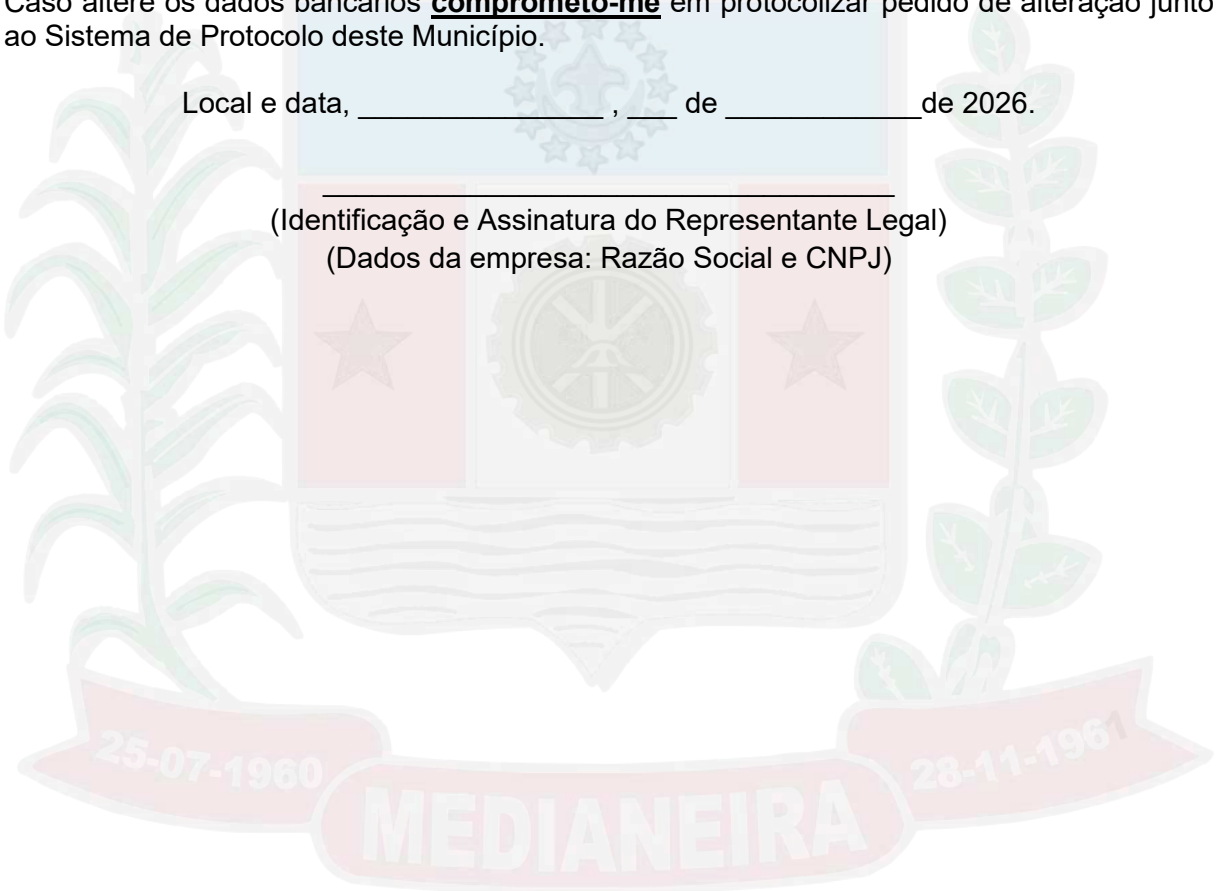 Caso altere os dados bancários comprometo-me em protocolizar pedido de alteração junto
ao Sistema de Protocolo deste Município.
Local e data, _______________ , ___ de ____________de 2026.
___________________________________
(Identificação e Assinatura do Representante Legal)
(Dados da empresa: Razão Social e CNPJ)
25-07-1960
MEDIANEIRA
28-11-1961